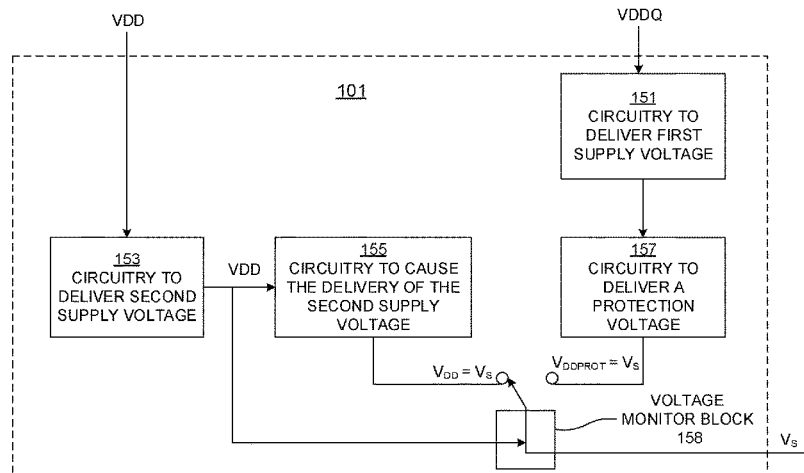 VDD
VDDQ
101
151
CIRCUITRY TO
DELIVER FIRST
SUPPLY VOLTAGE
153
CIRCUITRY TO
DELIVER SECOND
SUPPLY VOLTAGE
VDD
155
CIRCUITRY TO CAUSE
THE DELIVERY OF THE
SECOND SUPPLY
VOLTAGE
157
CIRCUITRY TO
DELIVER A
PROTECTION
VOLTAGE
VDD = VS
VDDPROT = VS
VOLTAGE
MONITOR BLOCK
158
VS